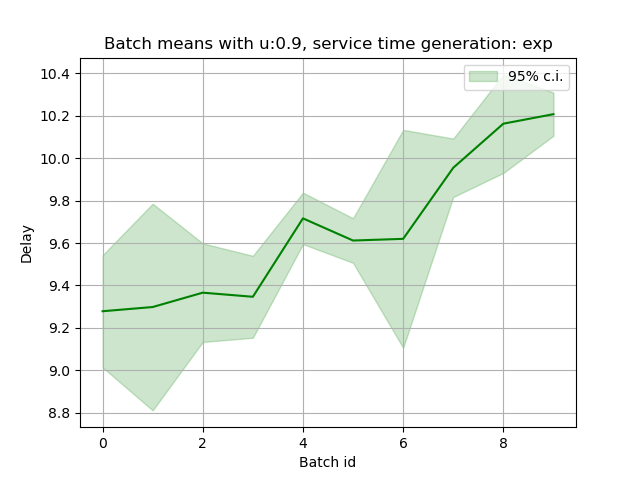 Batch means with u:0.9, service time generation: exp
95% c.i.
10.4
10.2
10.0
9.8
9.6
9.4
9.2
9.0
8.8
Delay
0 2 4 6 8
Batch id